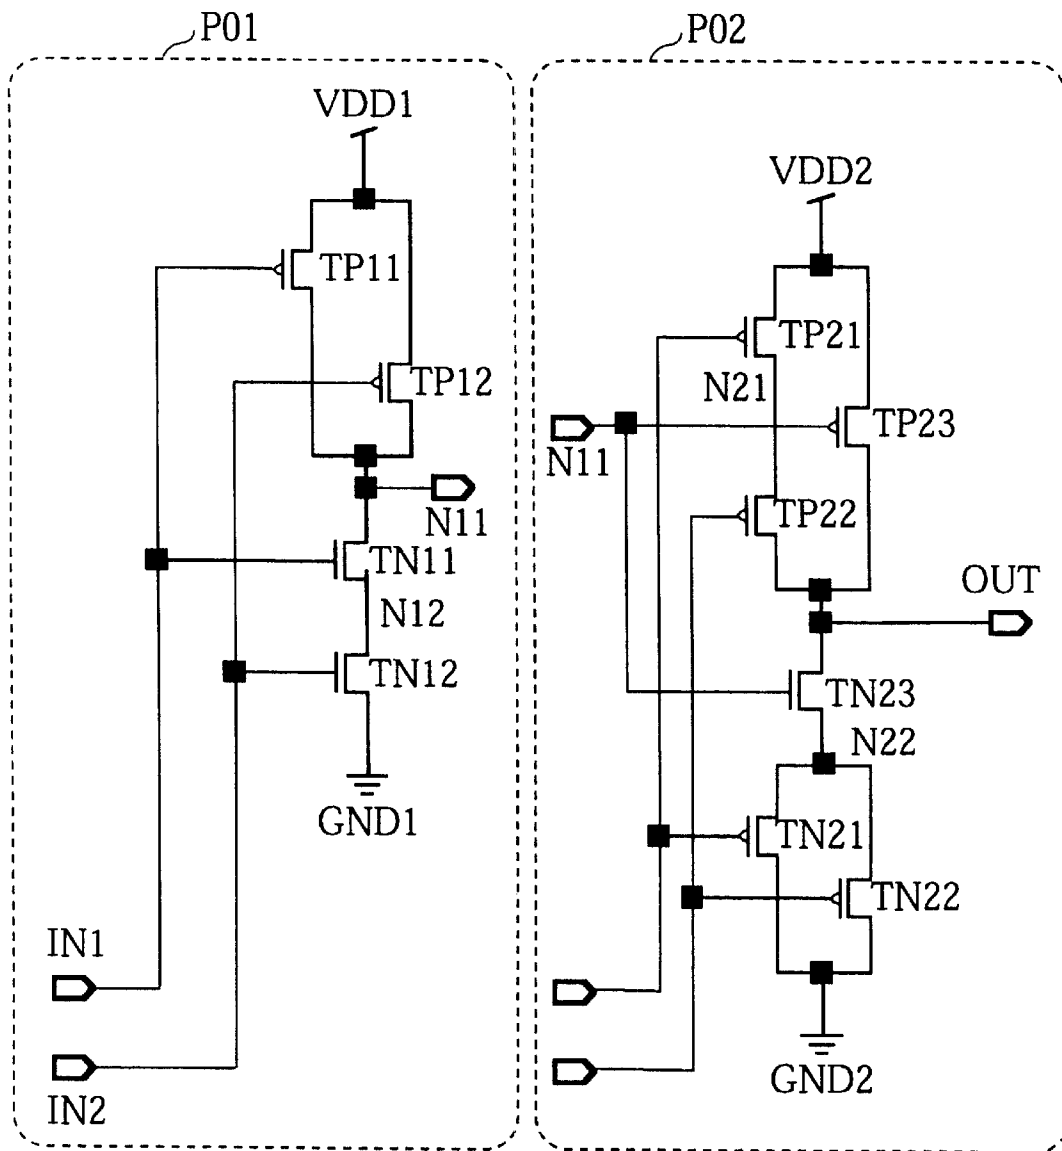 P01
P02
VDD1
VDD2
TP11
TP12
N11
TN11
N12
TN12
GND1
IN1
IN2
TP21
N21
TP23
N11
TP22
OUT
TN23
N22
TN21
TN22
GND2